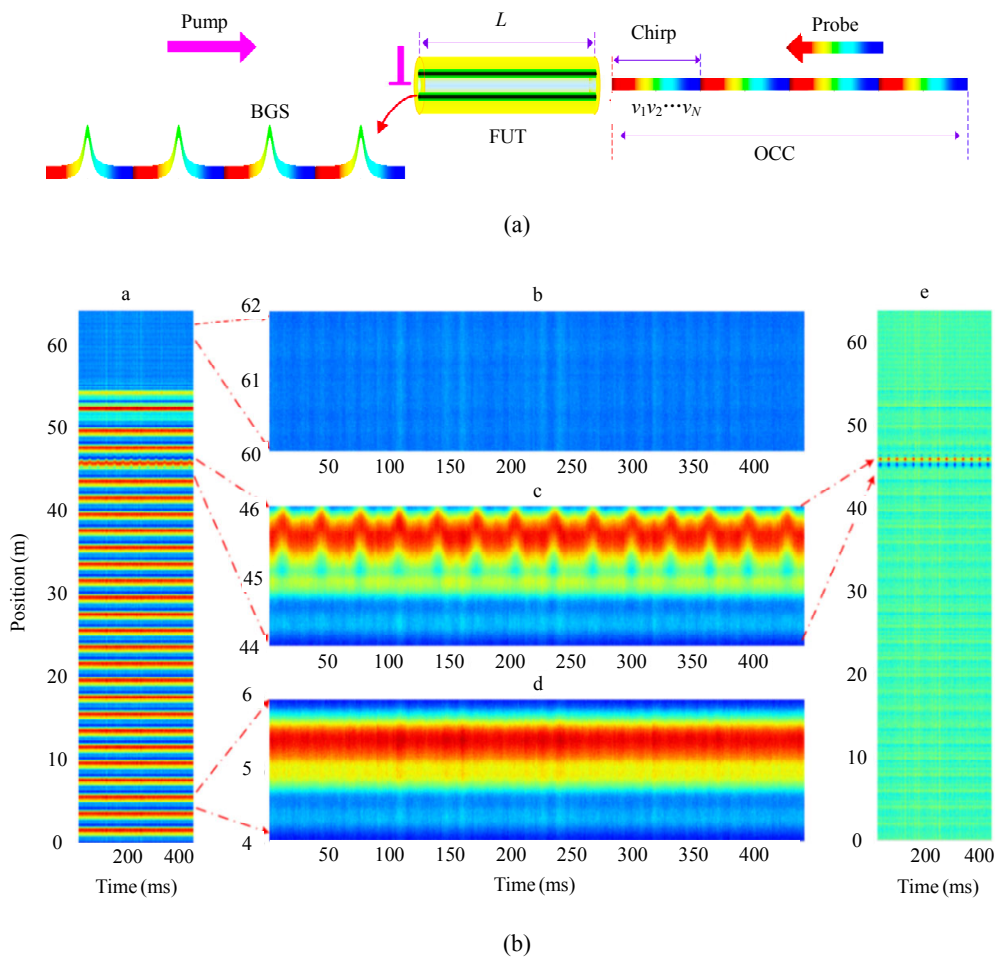 Pump
L
Chirp
Probe
BGS
FUT
v1v2···vN
OCC
(a)
a
b
e
60
50
40
30
20
10
0
Position (m)
200 400
Time (ms)
62
61
60
50 100 150 200 250 300 350 400
c
46
45
44
50 100 150 200 250 300 350 400
d
6
5
4
50 100 150 200 250 300 350 400
Time (ms)
60
50
40
30
20
10
0
200 400
Time (ms)
(b)